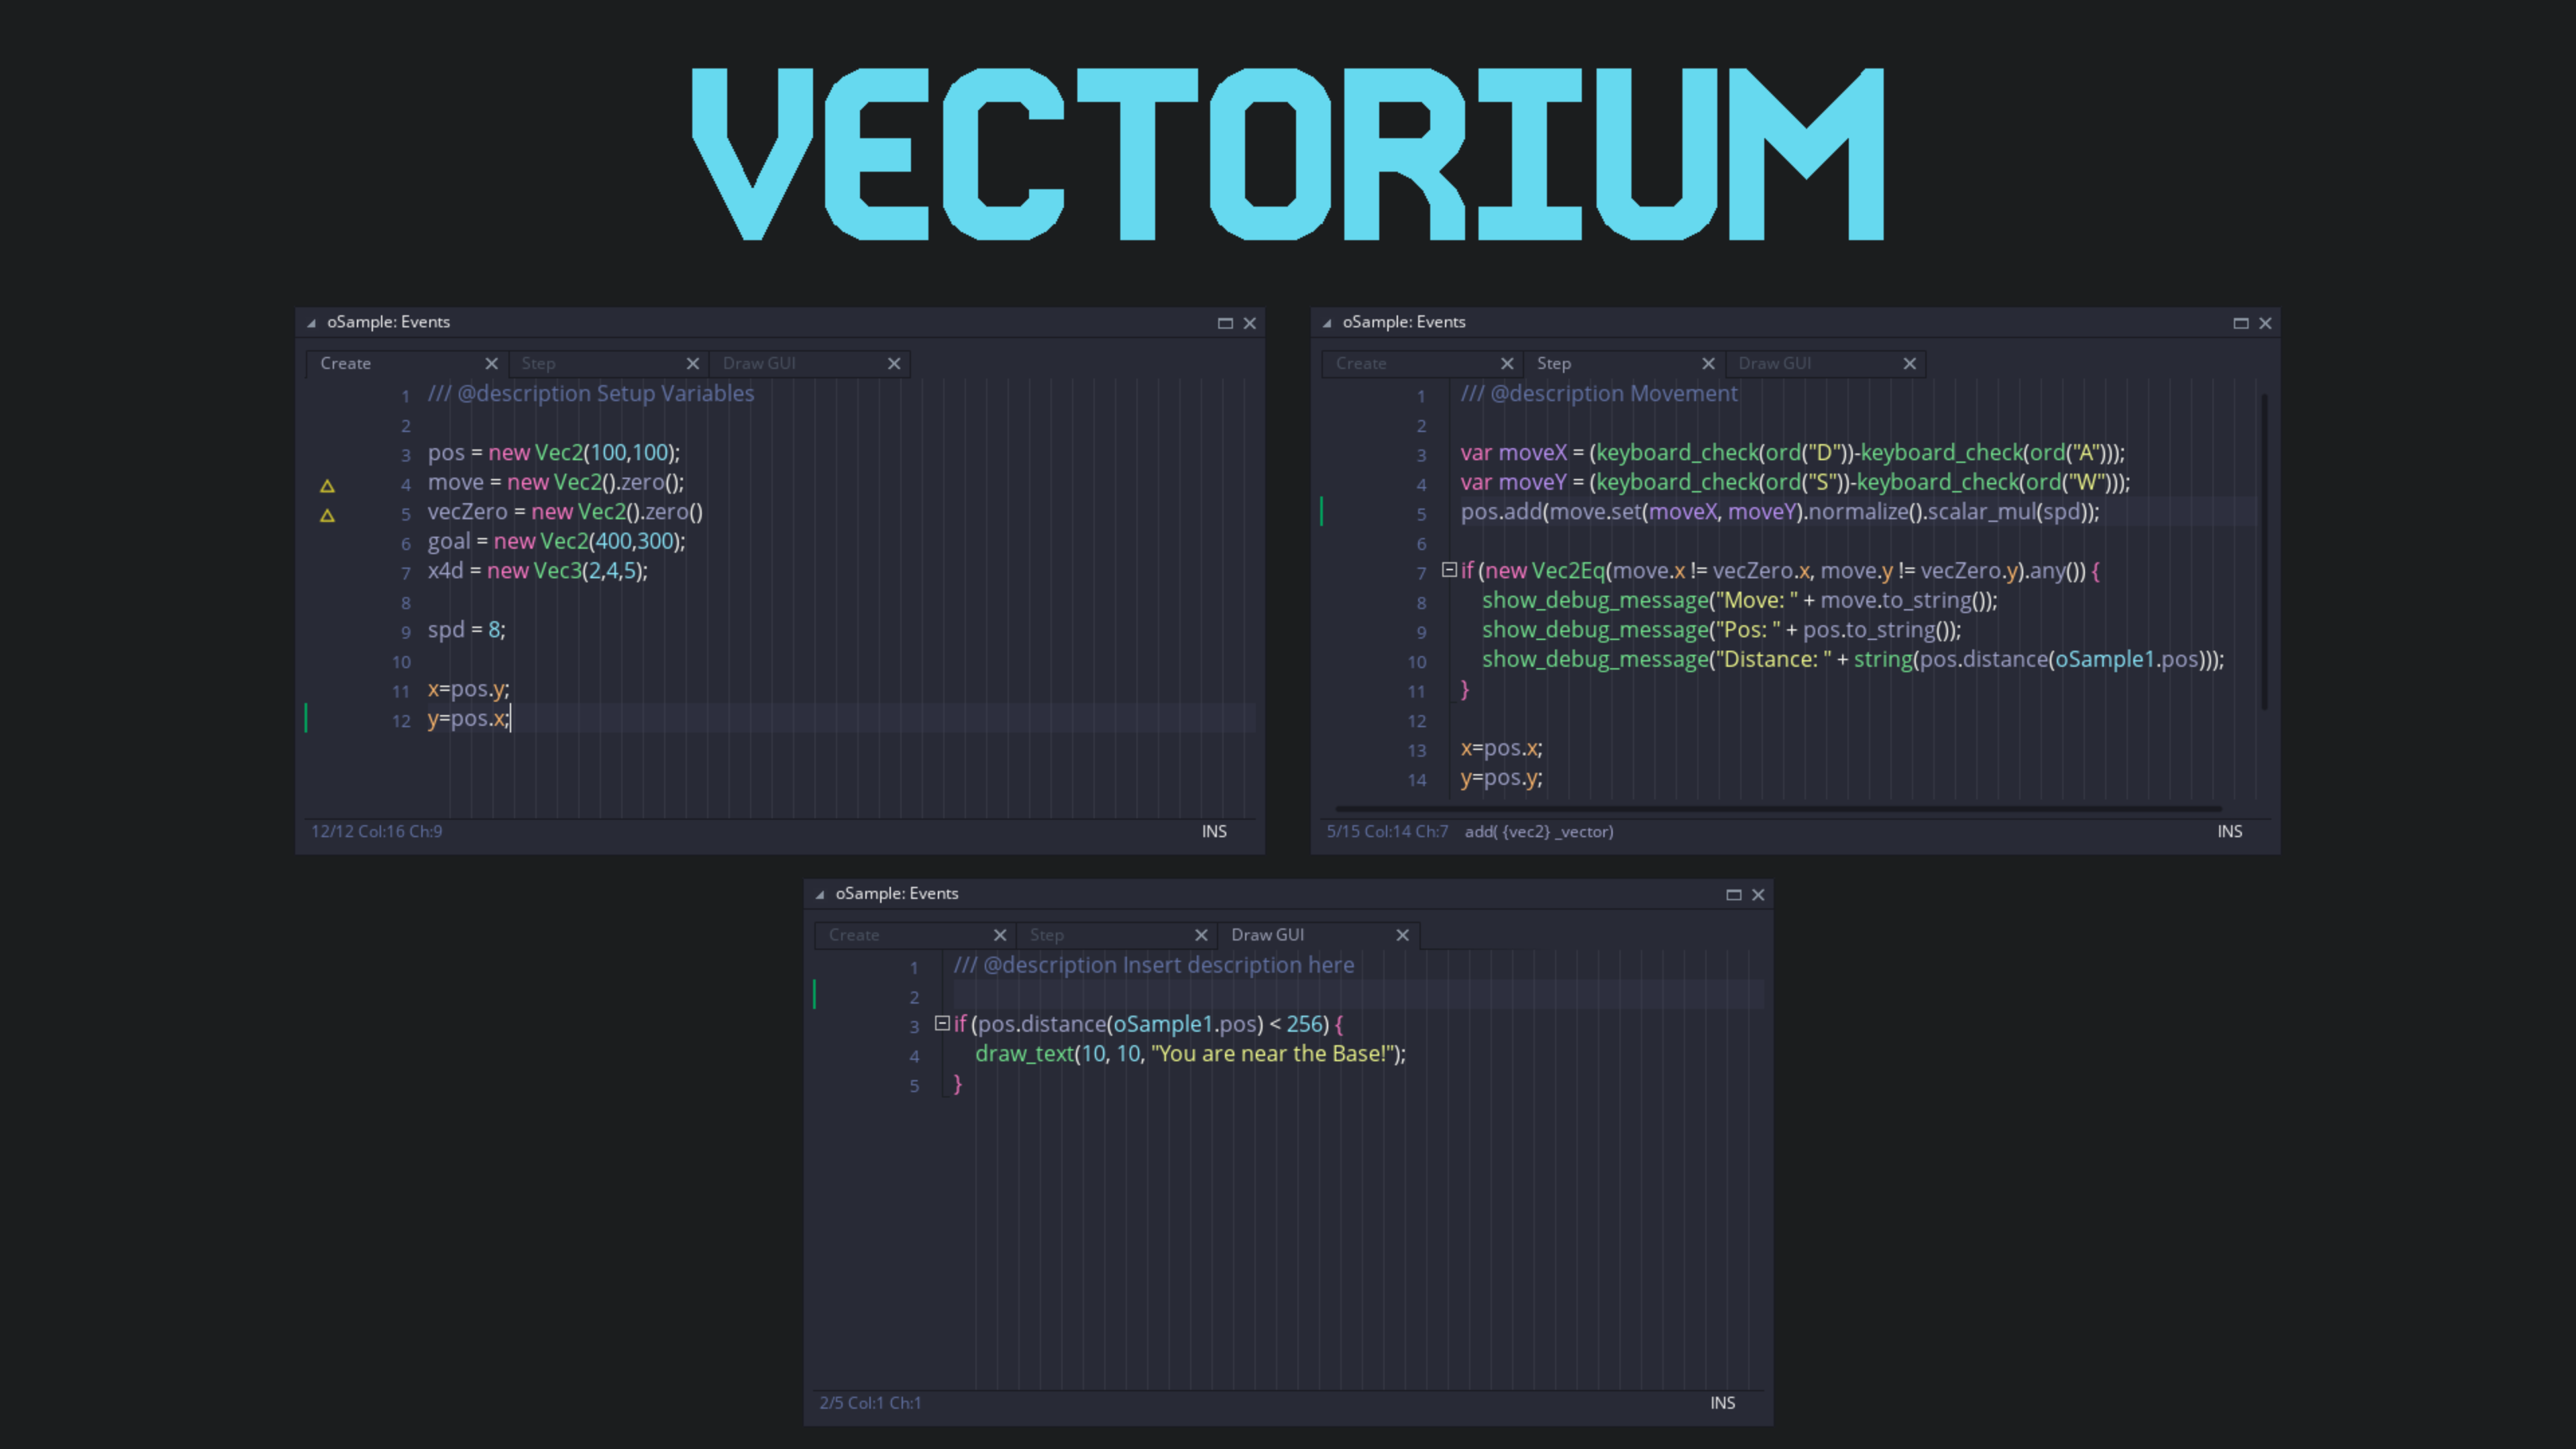 VECTORIUM
oSample: Events
Create Step Draw GUI
1 /// @description Setup Variables
2
3 pos = new Vec2(100,100);
4 move = new Vec2().zero();
5 vecZero = new Vec2().zero()
6 goal = new Vec2(400,300);
7 x4d = new Vec3(2,4,5);
8
9 spd = 8;
10
11 x=pos.y;
12 y=pos.x;
12/12 Col:16 Ch:9 INS
oSample: Events
Create Step Draw GUI
1 /// @description Movement
2
3 var moveX = (keyboard_check(ord("D"))-keyboard_check(ord("A")));
4 var moveY = (keyboard_check(ord("S"))-keyboard_check(ord("W")));
5 pos.add(move.set(moveX, moveY).normalize().scalar_mul(spd));
6
7 if (new Vec2Eq(move.x != vecZero.x, move.y != vecZero.y).any()) {
8 show_debug_message("Move: " + move.to_string());
9 show_debug_message("Pos: " + pos.to_string());
10 show_debug_message("Distance: " + string(pos.distance(oSample1.pos)));
11 }
12
13 x=pos.x;
14 y=pos.y;
5/15 Col:14 Ch:7 add( {vec2} _vector) INS
oSample: Events
Create Step Draw GUI
1 /// @description Insert description here
2
3 if (pos.distance(oSample1.pos) < 256) {
4 draw_text(10, 10, "You are near the Base!");
5 }
2/5 Col:1 Ch:1 INS